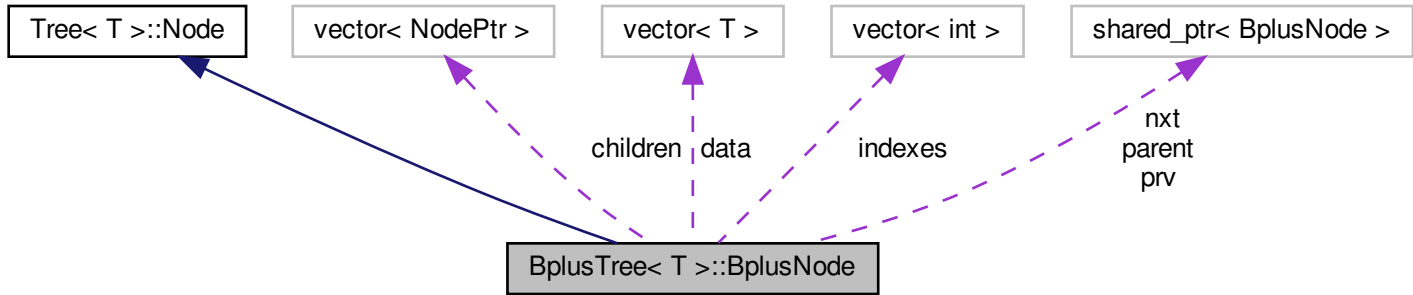 Tree< T >::Node
vector< NodePtr >
vector< T >
vector< int >
shared_ptr< BplusNode >
children
data
indexes
nxt
parent
prv
BplusTree< T >::BplusNode